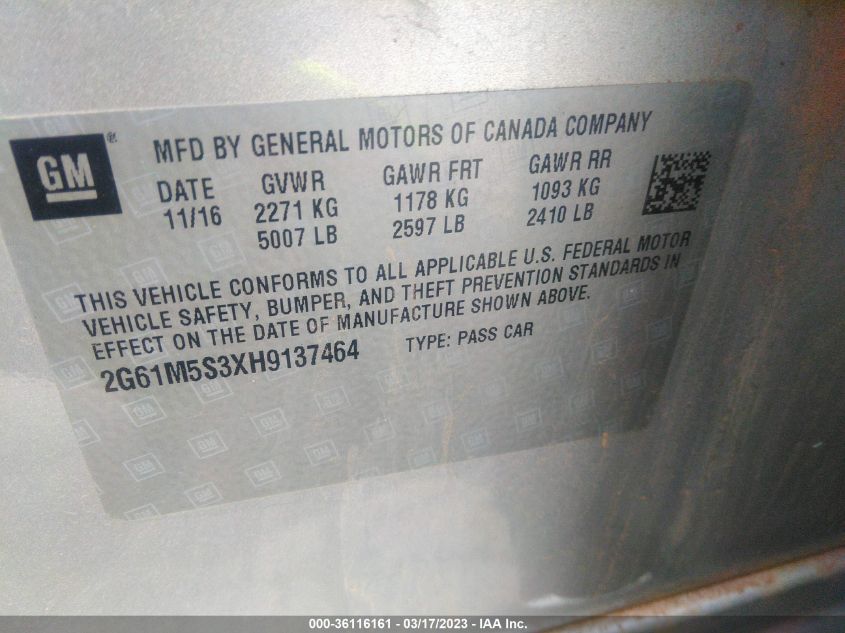 GM®
MFD BY GENERAL MOTORS OF CANADA COMPANY
DATE GVWR GAWR FRT GAWR RR
11/16 2271 KG 1178 KG 1093 KG
5007 LB 2597 LB 2410 LB
THIS VEHICLE CONFORMS TO ALL APPLICABLE U.S. FEDERAL MOTOR
VEHICLE SAFETY, BUMPER, AND THEFT PREVENTION STANDARDS IN
EFFECT ON THE DATE OF MANUFACTURE SHOWN ABOVE.
2G61M5S3XH9137464 TYPE: PASS CAR
000-36116161 - 03/17/2023 - IAA Inc.